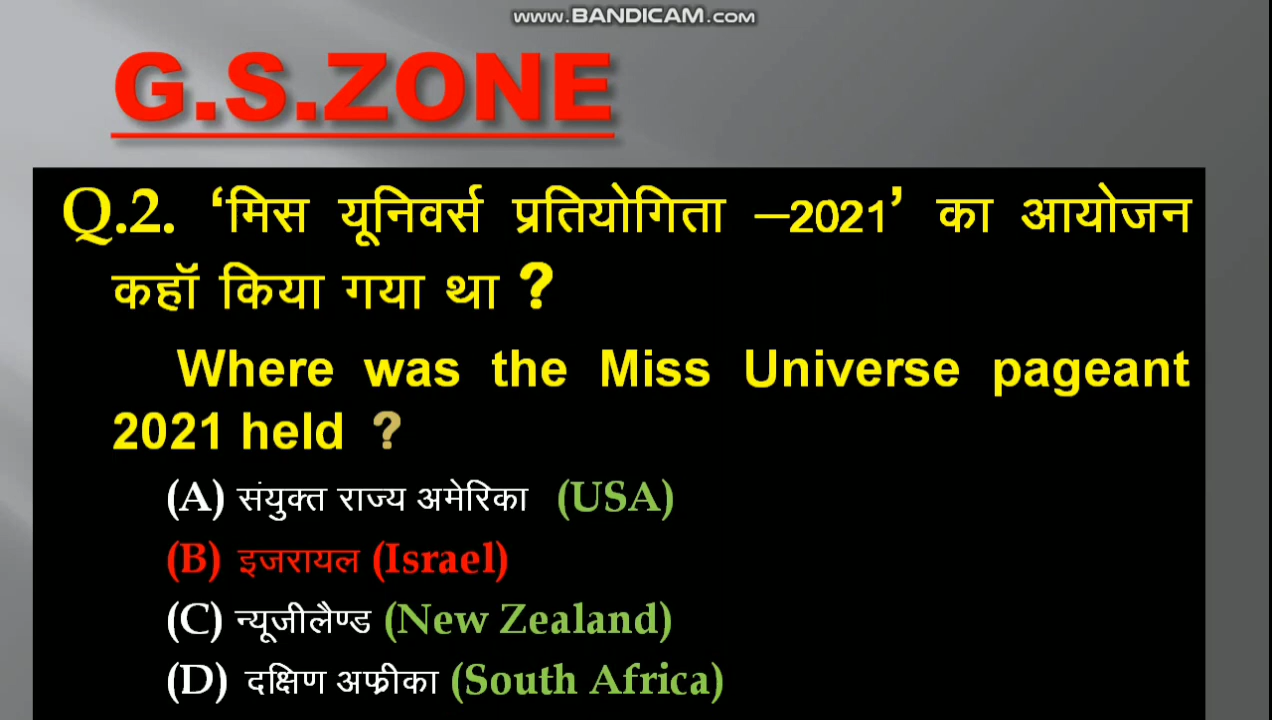 www.BANDICAM.com
G.S.ZONE
Q.2. ‘मिस यूनिवर्स प्रतियोगिता –2021’ का आयोजन
कहॉ किया गया था ?
Where was the Miss Universe pageant
2021 held ?
(A) संयुक्त राज्य अमेरिका (USA)
(B) इजरायल (Israel)
(C) न्यूजीलैण्ड (New Zealand)
(D) दक्षिण अफ्रीका (South Africa)